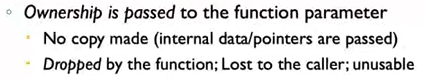 ◦ Ownership is passed to the function parameter
▪ No copy made (internal data/pointers are passed)
▪ Dropped by the function; Lost to the caller; unusable